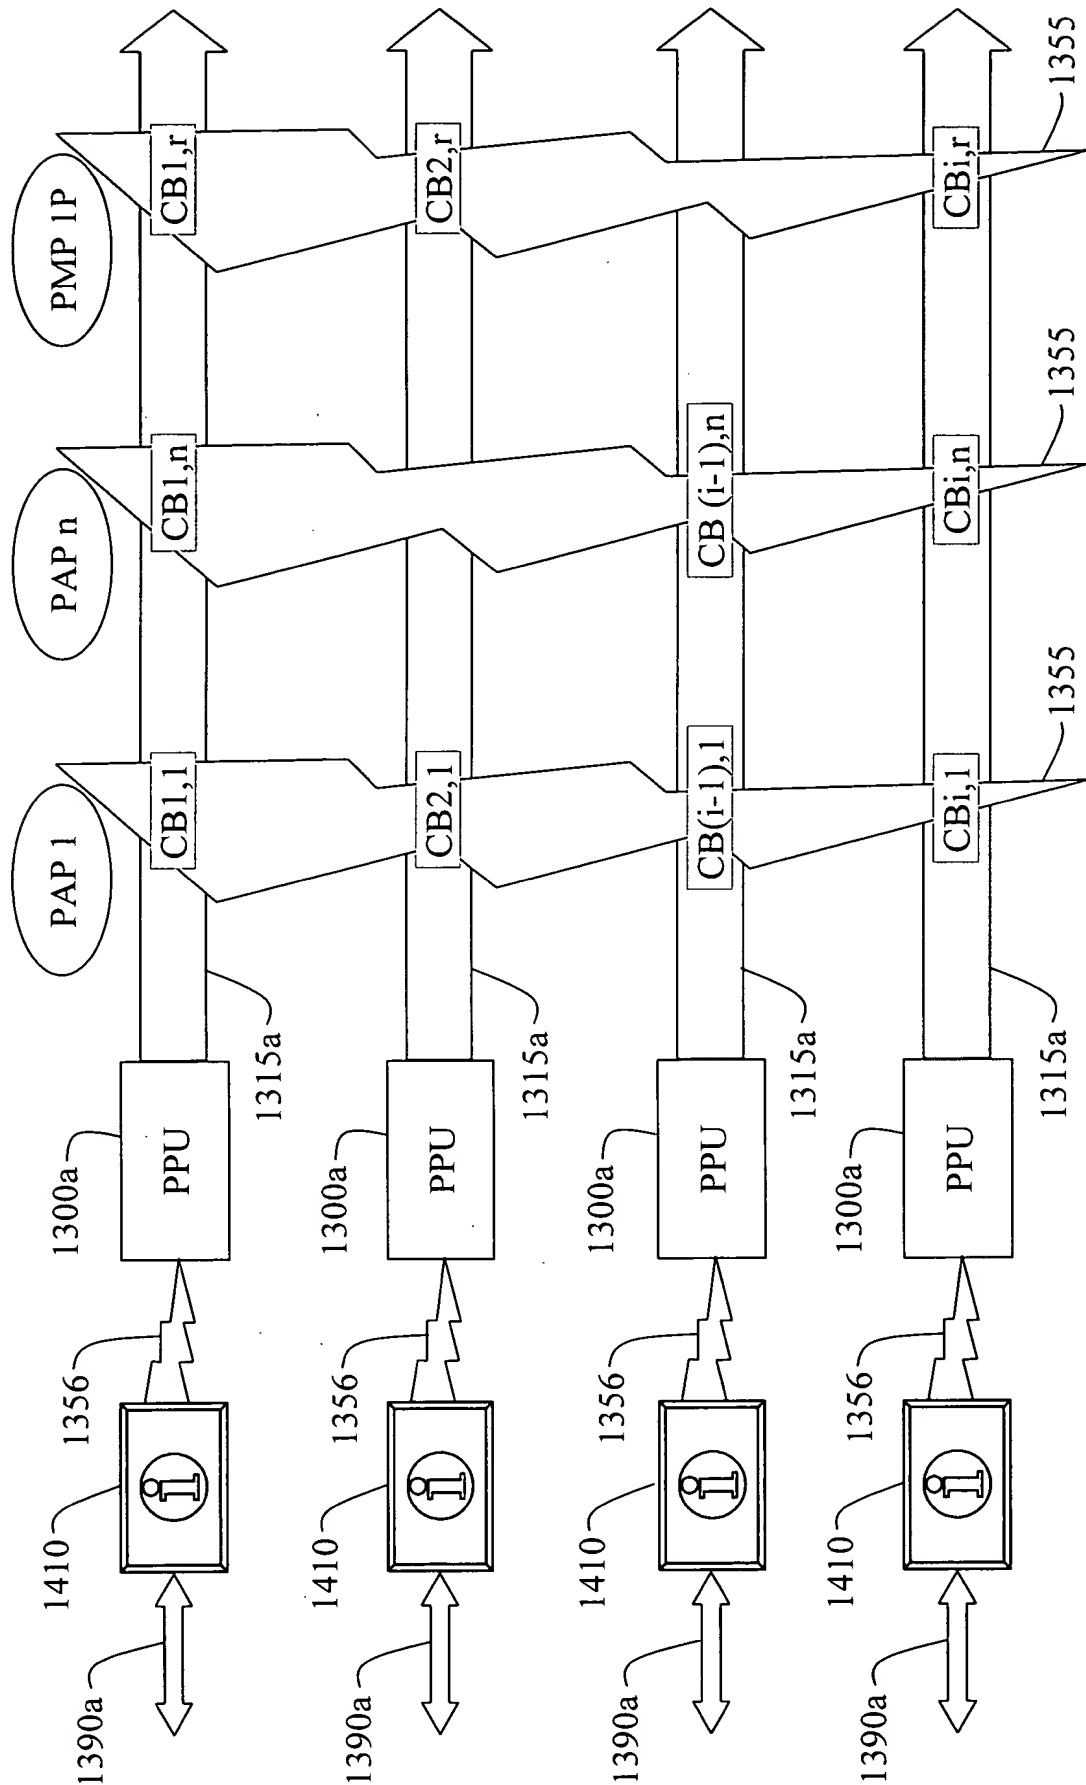 PAP 1
PAP n
PMP 1P
1390a
1410
1356
1300a
PPU
1315a
CB1,1
CB1,n
CB1,r
1390a
1410
1356
1300a
PPU
1315a
CB2,1
CB2,r
1390a
1410
1356
1300a
PPU
1315a
CB(i-1),1
CB (i-1),n
1390a
1410
1356
1300a
PPU
1315a
CBi,1
CBi,n
CBi,r
1355
1355
1355
i
i
i
i